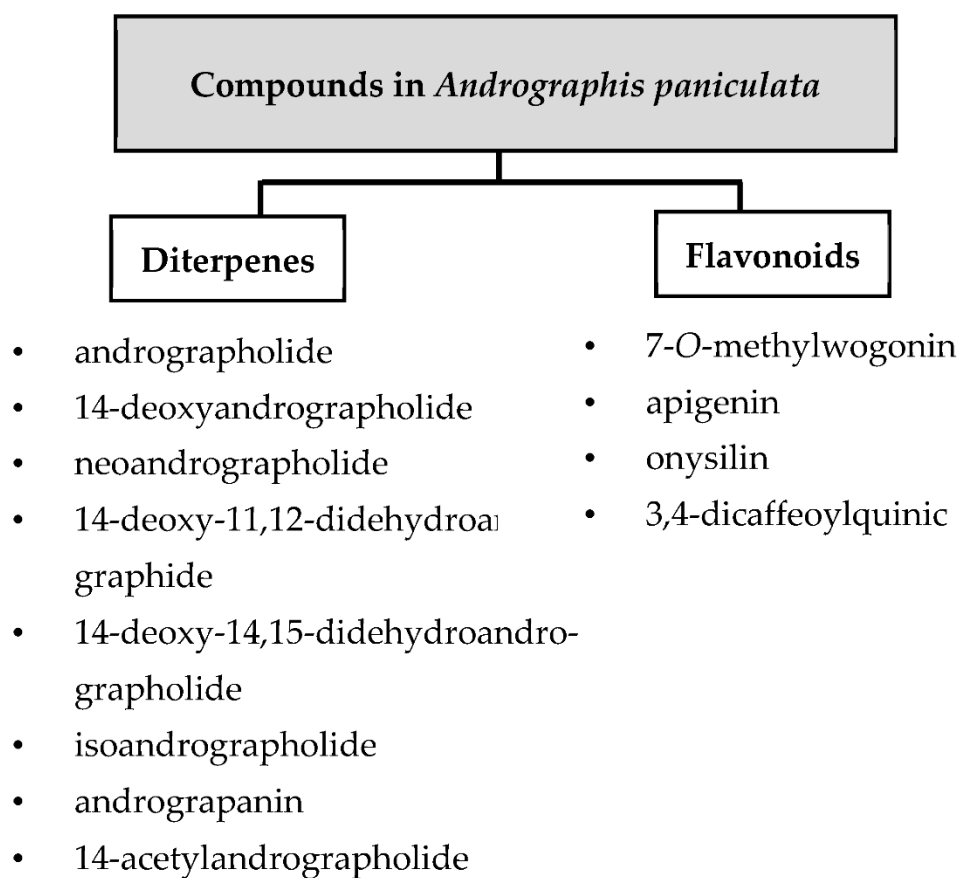 Compounds in Andrographis paniculata
Diterpenes
• andrographolide
• 14-deoxyandrographolide
• neoandrographolide
• 14-deoxy-11,12-didehydroa
graphide
• 14-deoxy-14,15-didehydroandro-
grapholide
• isoandrographolide
• andrograpanin
• 14-acetylandrographolide
Flavonoids
• 7-O-methylwogonin
• apigenin
• onysilin
• 3,4-dicaffeoylquinic